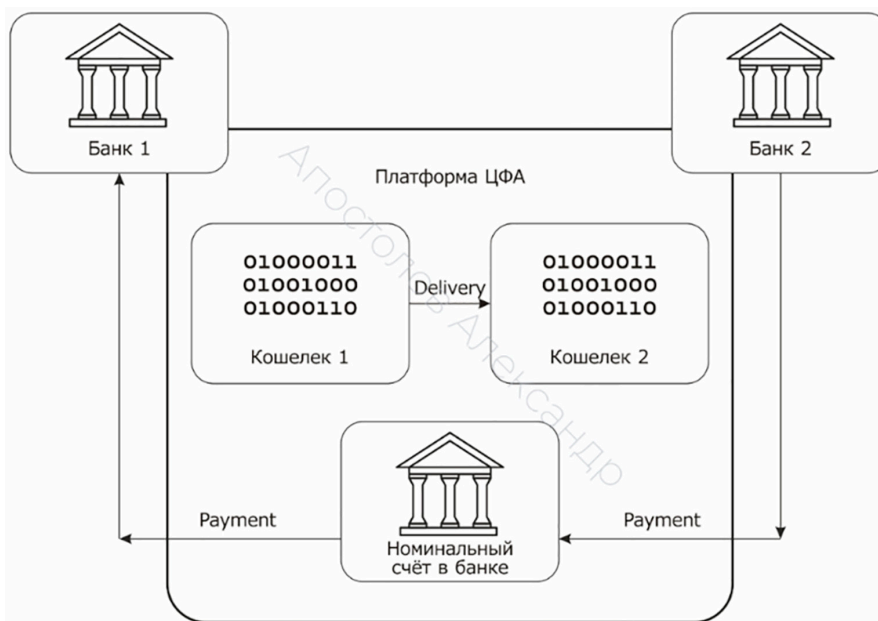 Банк 1
Банк 2
Платформа ЦФА
01000011
01001000
01000110
Кошелек 1
Delivery
01000011
01001000
01000110
Кошелек 2
Payment
Номинальный
счёт в банке
Payment
Апостолов Александр